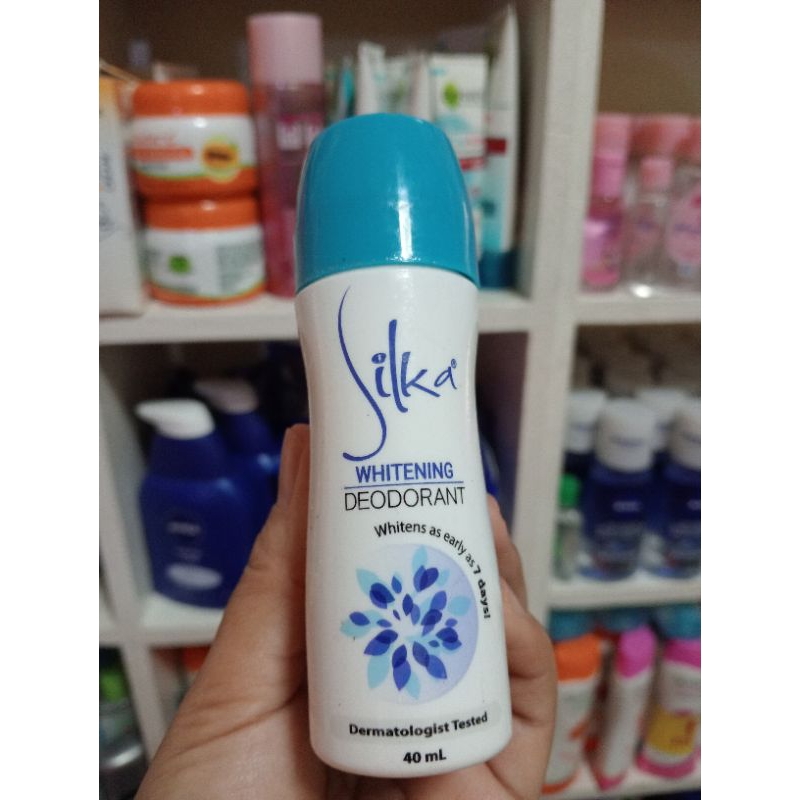 Silka®
WHITENING
DEODORANT
Whitens as early as 7 days!
Dermatologist Tested
40 mL